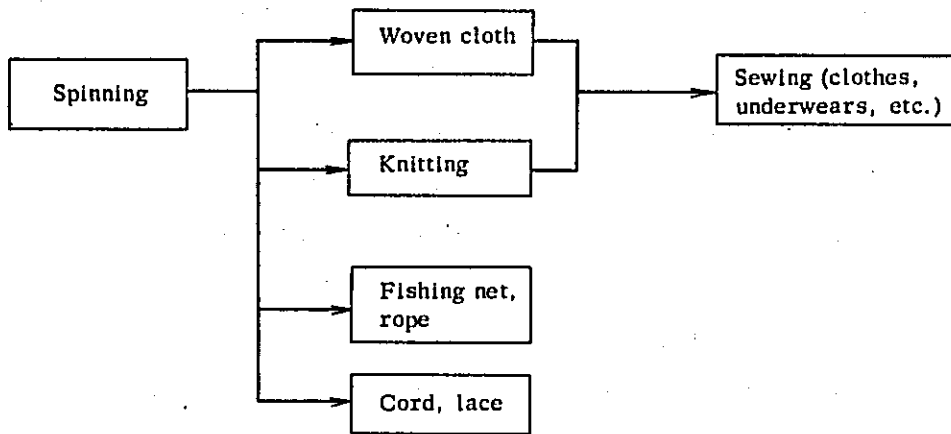 Spinning
Woven cloth
Knitting
Fishing net,
rope
Cord, lace
Sewing (clothes,
underwears, etc.)